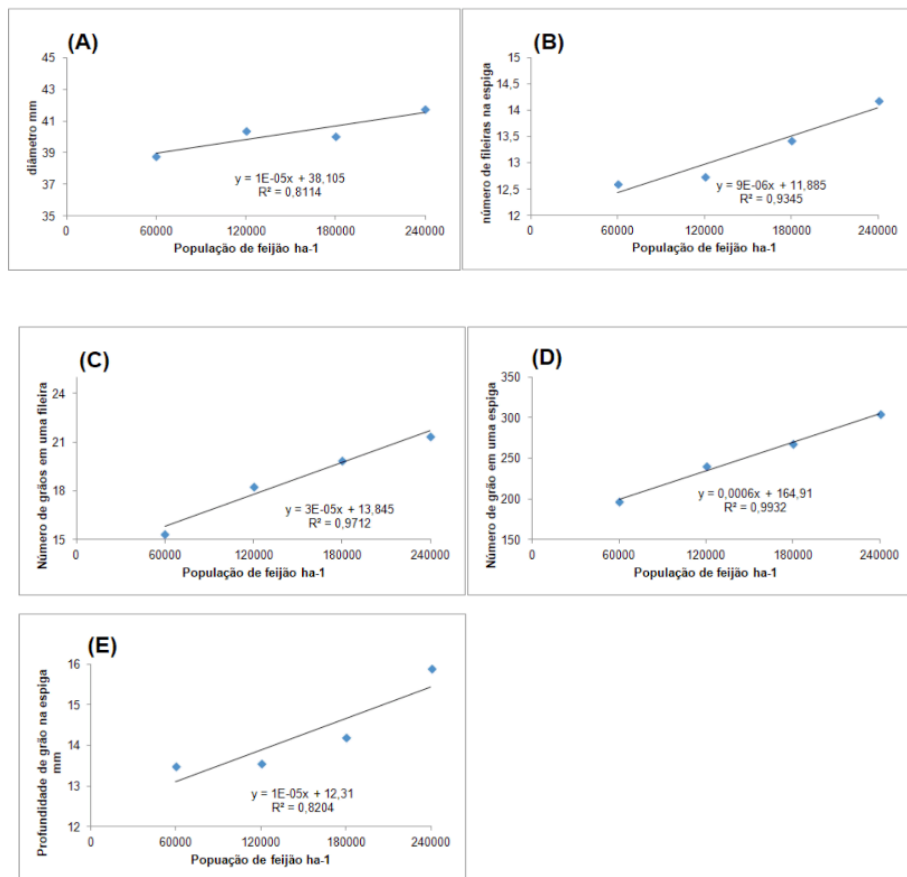 (A)
diâmetro mm
45
43
41
39
37
35
y = 1E-05x + 38,105
R² = 0,8114
0
60000
120000
180000
240000
População de feijão ha-1
(B)
número de fileiras na espiga
15
14,5
14
13,5
13
12,5
12
y = 9E-06x + 11,885
R² = 0,9345
0
60000
120000
180000
240000
População de feijão ha-1
(C)
Número de grãos em uma fileira
24
21
18
15
y = 3E-05x + 13,845
R² = 0,9712
0
60000
120000
180000
240000
População de feijão ha-1
(D)
Número de grão em uma espiga
350
300
250
200
150
y = 0,0006x + 164,91
R² = 0,9932
0
60000
120000
180000
240000
População de feijão ha-1
(E)
Profundidade de grão na espiga
mm
16
15
14
13
12
y = 1E-05x + 12,31
R² = 0,8204
0
60000
120000
180000
240000
Popuação de feijão ha-1